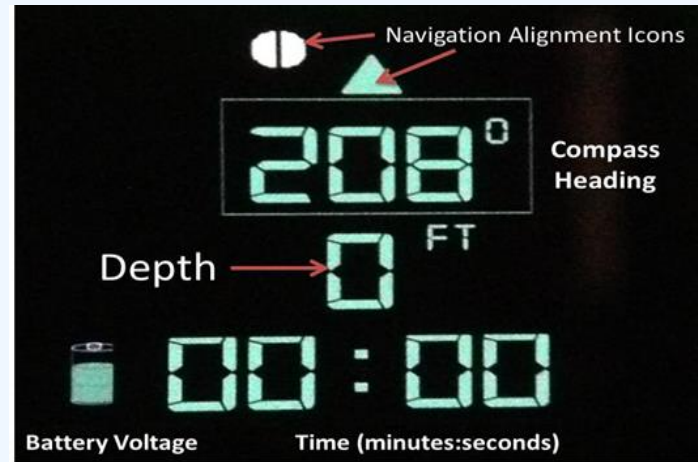 Navigation Alignment Icons
208°
Compass
Heading
FT
Depth
0
00:00
Battery Voltage
Time (minutes:seconds)